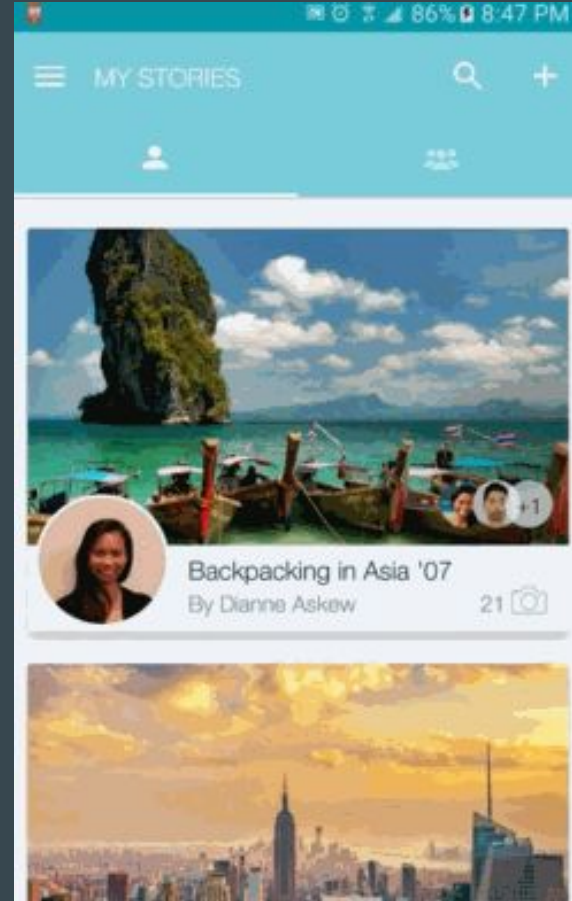 86% 8:47 PM
MY STORIES
+1
Backpacking in Asia '07
By Dianne Askew
21